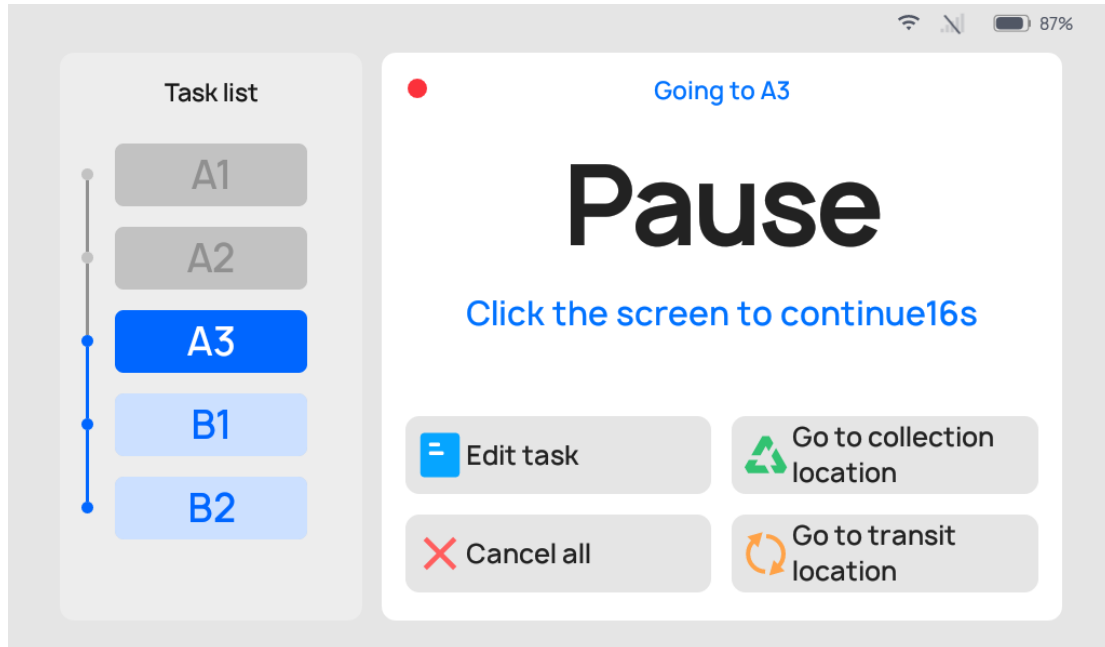 87%
Task list
A1
A2
A3
B1
B2
Going to A3
Pause
Click the screen to continue16s
Edit task
Go to collection
location
Cancel all
Go to transit
location